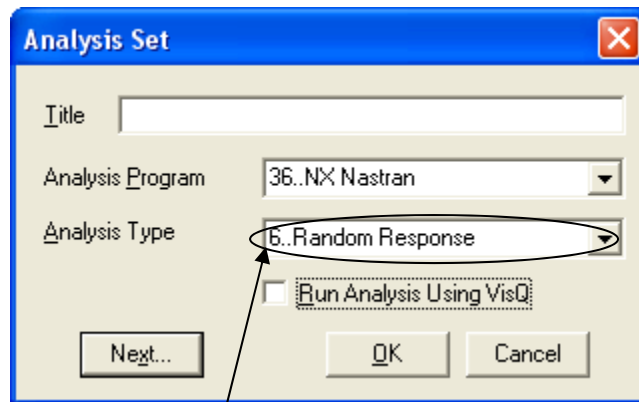 Analysis Set
Title
Analysis Program 36..NX Nastran
Analysis Type 6..Random Response
Run Analysis Using VisQ
Next... OK Cancel